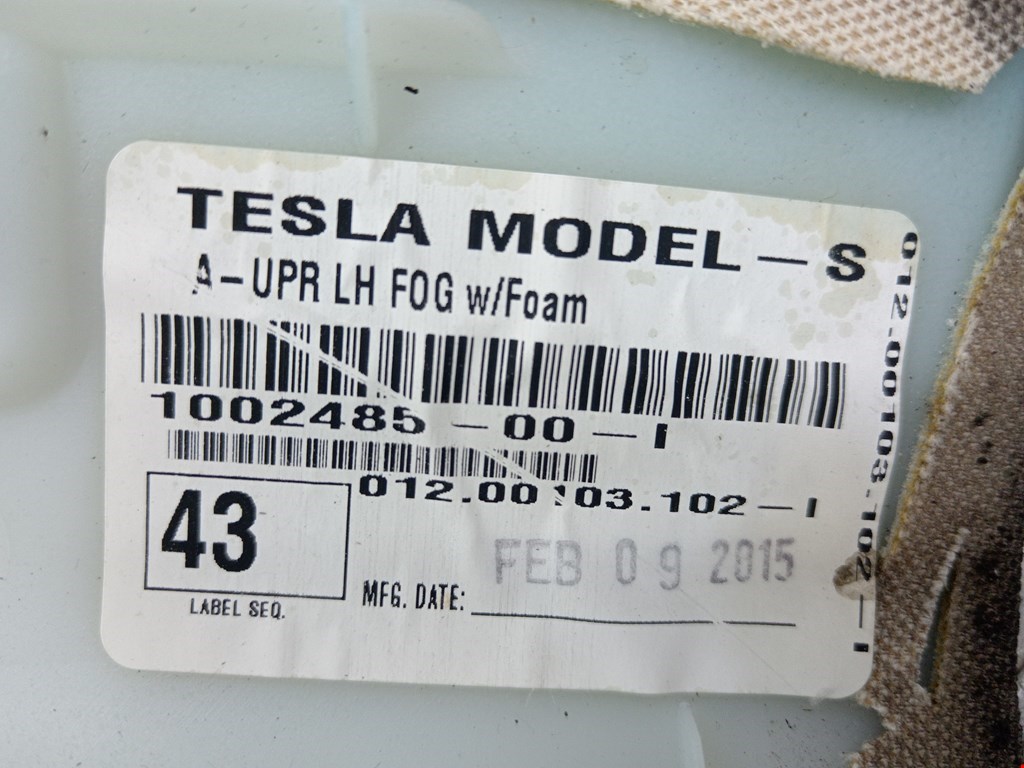 TESLA MODEL-S
A-UPR LH FOG w/Foam
1002485-00-I
012.00103.102-I
43
LABEL SEQ.
MFG. DATE: FEB 09 2015
012.00103.102-I